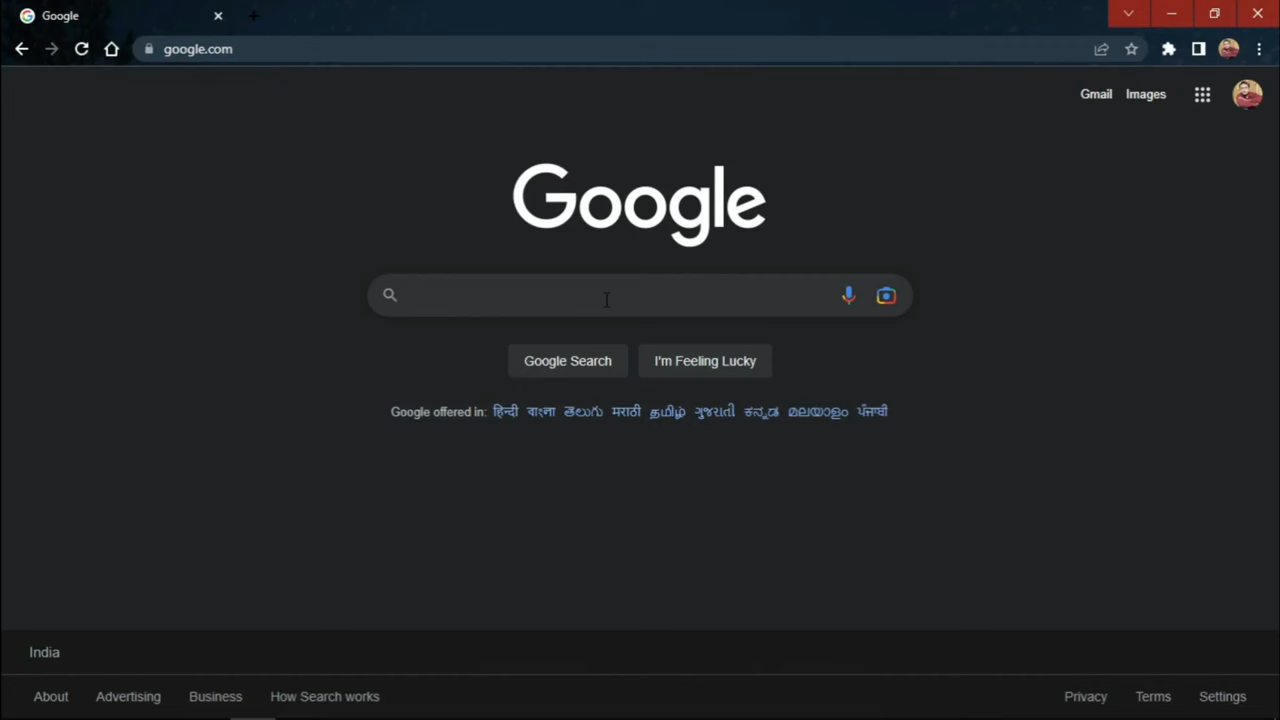 Google
google.com
Gmail Images
Google
Google Search I'm Feeling Lucky
Google offered in: हिन्दी বাংলা తెలుగు मराठी தமிழ் ગુજરાતી ಕನ್ನಡ മലയാളം ਪੰਜਾਬੀ
India
About Advertising Business How Search works Privacy Terms Settings